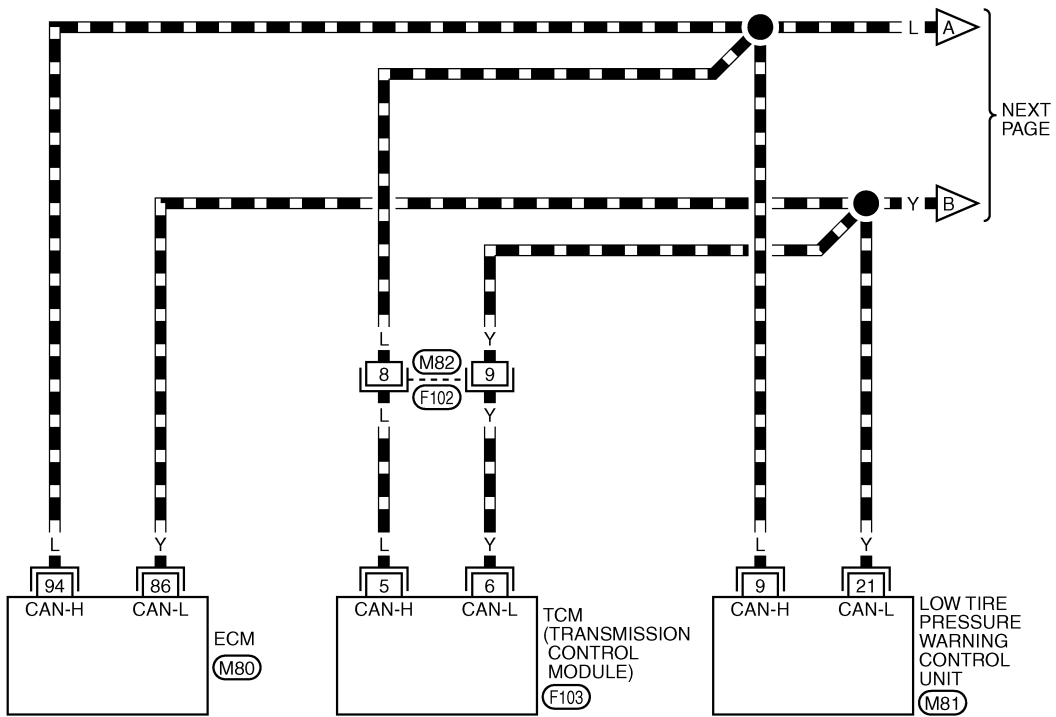 L A
NEXT
PAGE
Y B
L Y
8 M82 9
F102
L Y
L Y L Y L Y
94 86 5 6 9 21
CAN-H CAN-L CAN-H CAN-L CAN-H CAN-L
ECM
M80
TCM
(TRANSMISSION
CONTROL
MODULE)
F103
LOW TIRE
PRESSURE
WARNING
CONTROL
UNIT
M81